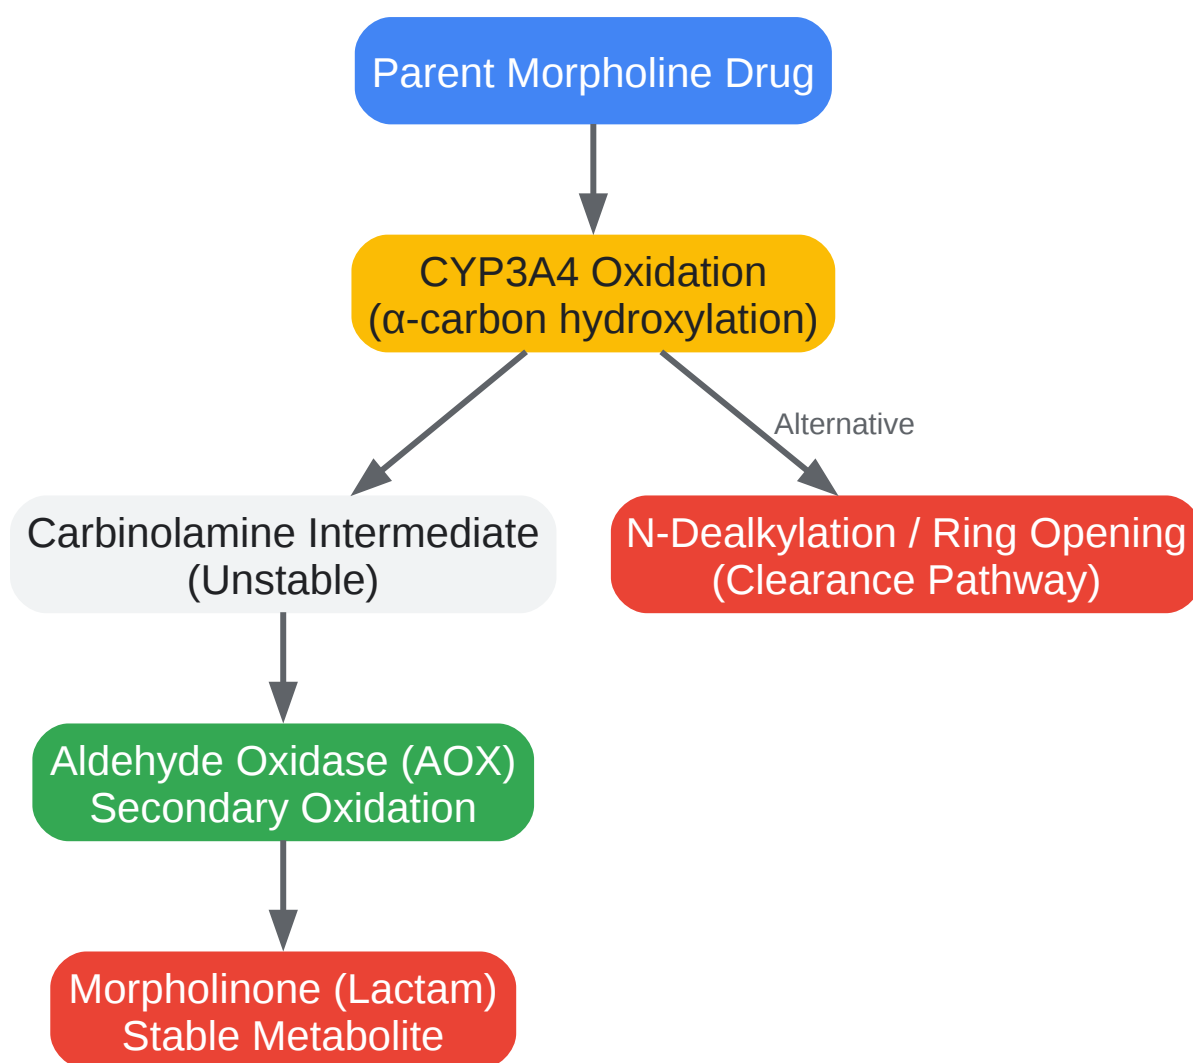 Parent Morpholine Drug
CYP3A4 Oxidation
(α-carbon hydroxylation)
Alternative
Carbinolamine Intermediate
(Unstable)
N-Dealkylation / Ring Opening
(Clearance Pathway)
Aldehyde Oxidase (AOX)
Secondary Oxidation
Morpholinone (Lactam)
Stable Metabolite